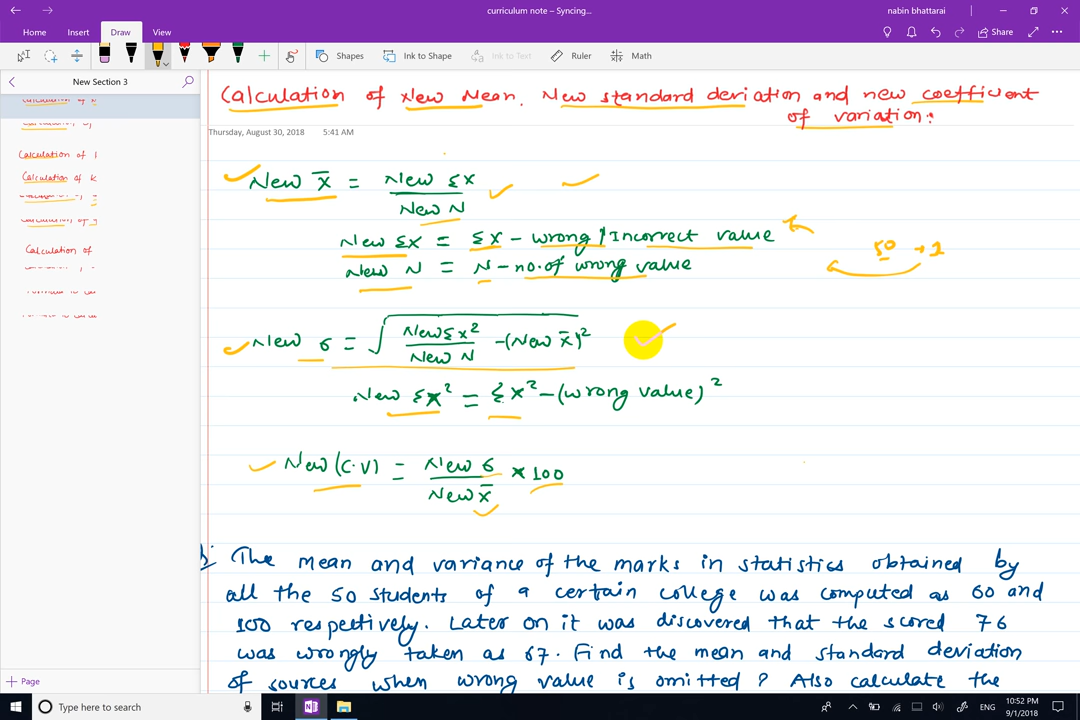 curriculum note – Syncing...
nabin bhattarai
Home Insert Draw View
Share
Shapes Ink to Shape Ink to Text Ruler Math
New Section 3
Calculation of New Mean. New standard deviation and new coefficient
of variation:
Thursday, August 30, 2018 5:41 AM
Calculation of
Calculation of
Calculation of
New x̄ = New Σx / New N
New Σx = Σx – wrong / Incorrect value
50 → 1
New N = N – no. of wrong value
New σ = √(New Σx² / New N – (New x̄)²)
New Σx² = Σx² – (wrong value)²
New (C.V) = New σ / New x̄ × 100
The mean and variance of the marks in statistics obtained by
all the 50 students of a certain college was computed as 60 and
100 respectively. Later on it was discovered that the scored 76
was wrongly taken as 67. Find the mean and standard deviation
of sources when wrong value is omitted? Also calculate the
+ Page
Type here to search
ENG
10:52 PM
9/1/2018